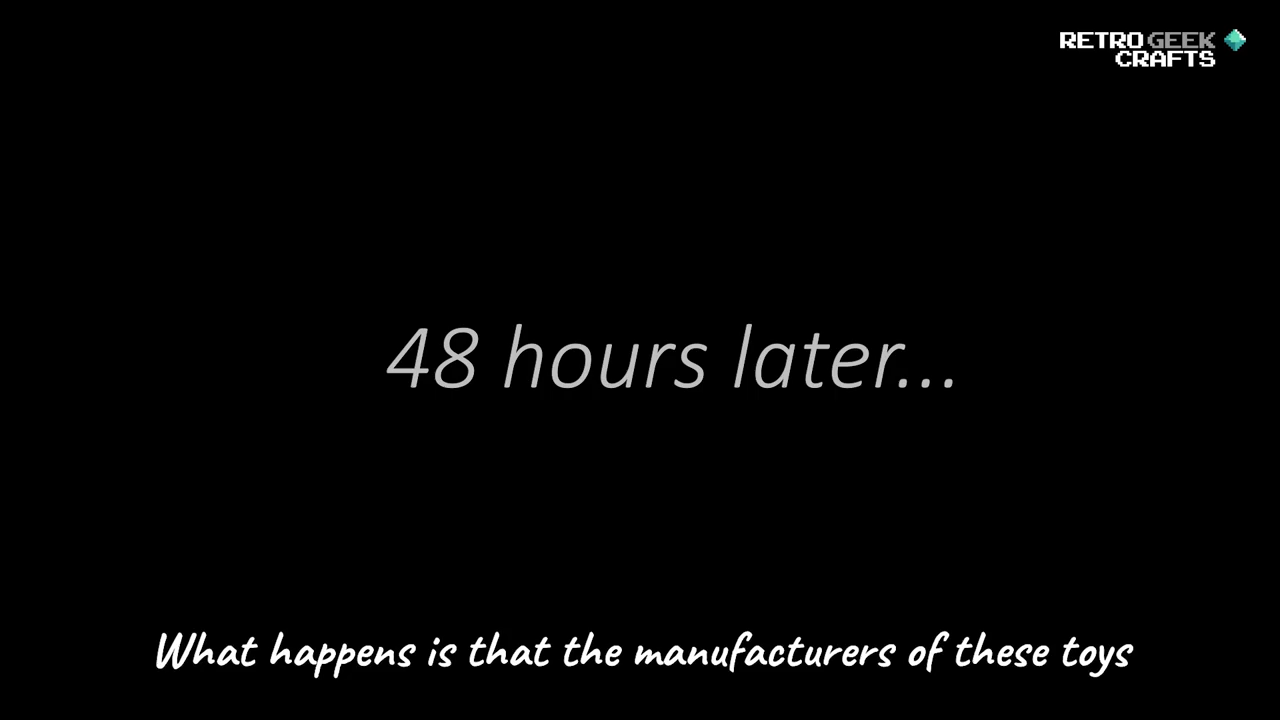 RETRO GEEK
CRAFTS
48 hours later...
What happens is that the manufacturers of these toys